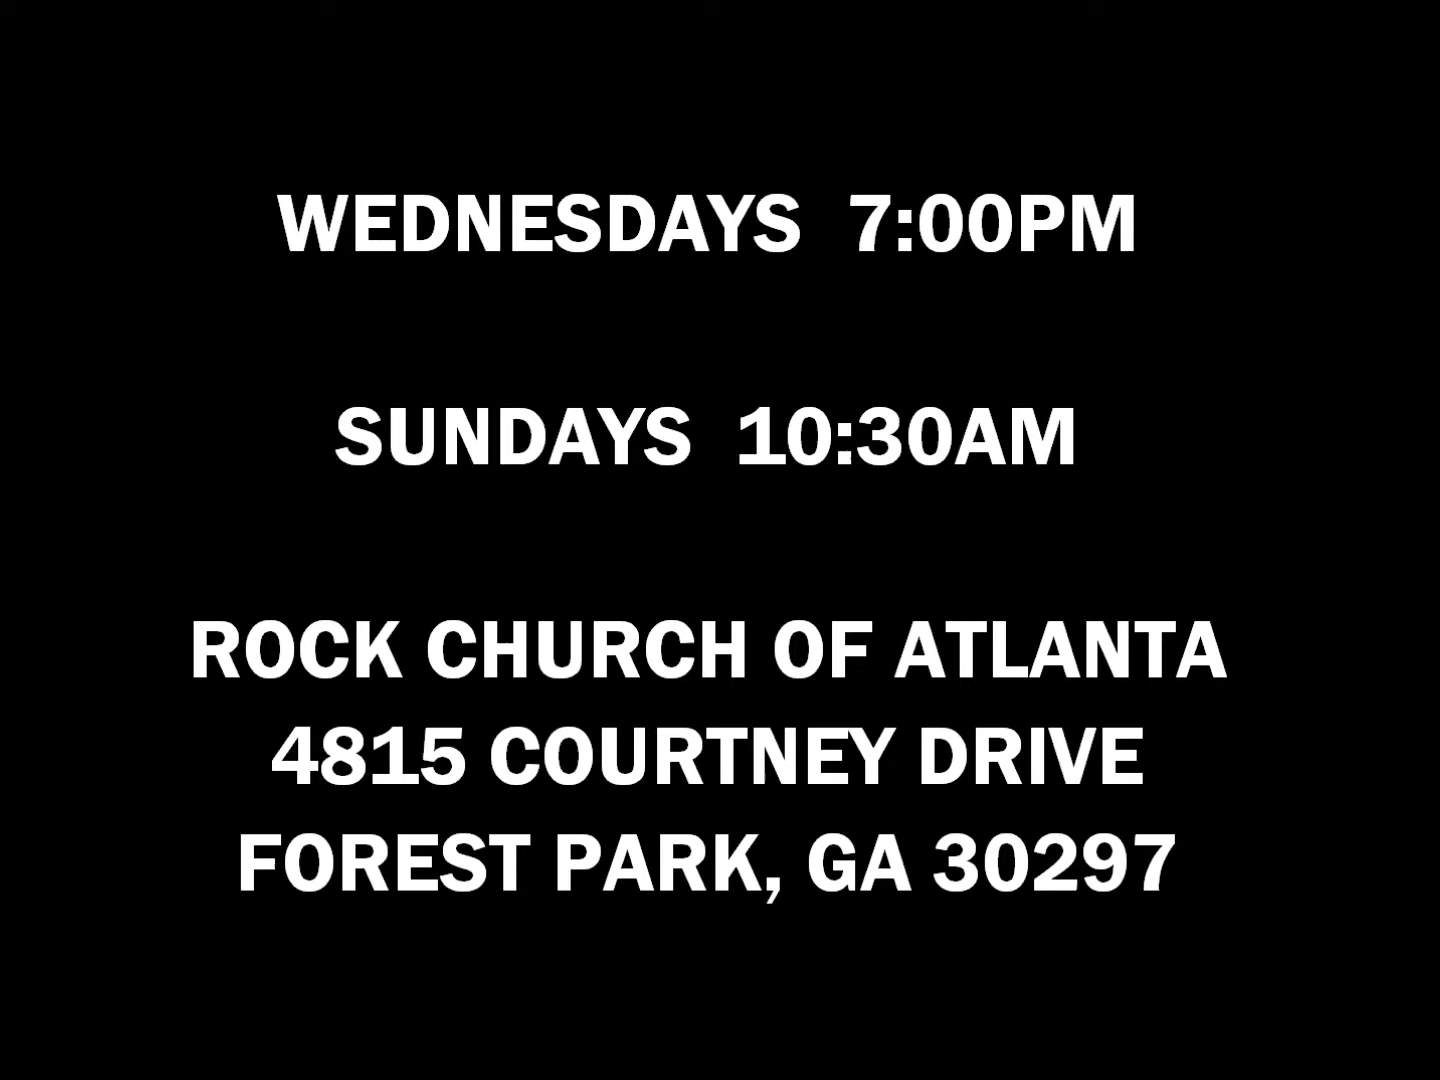 WEDNESDAYS  7:00PM
SUNDAYS  10:30AM
ROCK CHURCH OF ATLANTA
4815 COURTNEY DRIVE
FOREST PARK, GA 30297